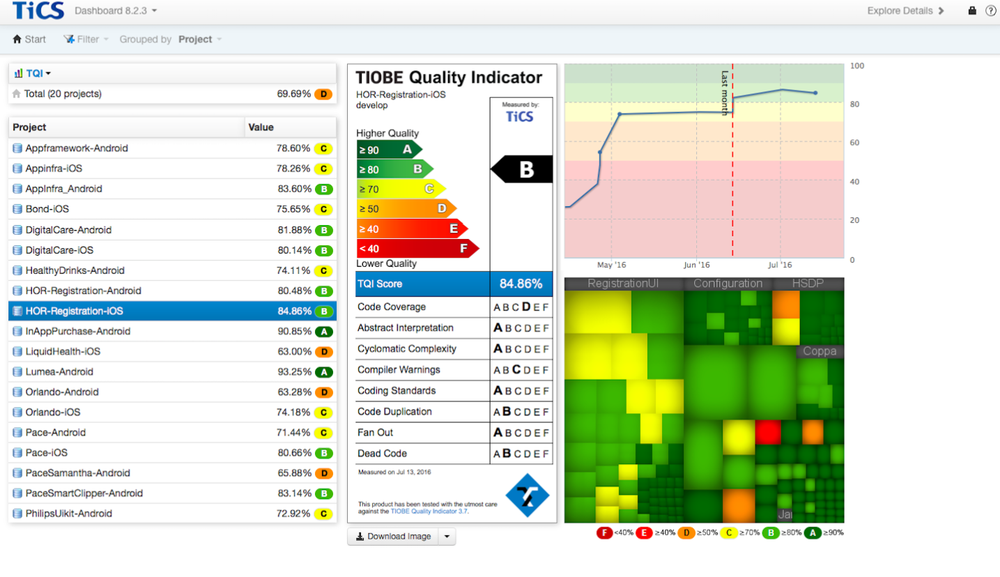 TiCS Dashboard 8.2.3
Explore Details
?
Start Filter Grouped by Project
TQI
Total (20 projects) 69.69% D
Project Value
Appframework-Android 78.60% C
Appinfra-iOS 78.26% C
AppInfra_Android 83.60% B
Bond-iOS 75.65% C
DigitalCare-Android 81.88% B
DigitalCare-iOS 80.14% B
HealthyDrinks-Android 74.11% C
HOR-Registration-Android 80.48% B
HOR-Registration-iOS 84.86% B
InAppPurchase-Android 90.85% A
LiquidHealth-iOS 63.00% D
Lumea-Android 93.25% A
Orlando-Android 63.28% D
Orlando-iOS 74.18% C
Pace-Android 71.44% C
Pace-iOS 80.66% B
PaceSamantha-Android 65.88% D
PaceSmartClipper-Android 83.14% B
PhilipsUikit-Android 72.92% C
TIOBE Quality Indicator
HOR-Registration-iOS
develop
Measured by:
TiCS
Higher Quality
≥ 90 A
≥ 80 B
B
≥ 70 C
≥ 50 D
≥ 40 E
< 40 F
Lower Quality
TQI Score 84.86%
Code Coverage A B C D E F
Abstract Interpretation A B C D E F
Cyclomatic Complexity A B C D E F
Compiler Warnings A B C D E F
Coding Standards A B C D E F
Code Duplication A B C D E F
Fan Out A B C D E F
Dead Code A B C D E F
Measured on Jul 13, 2016
This product has been tested with the utmost care
against the TIOBE Quality Indicator 3.7.
Download Image
Last month
100
80
60
40
20
0
May '16 Jun '16 Jul '16
RegistrationUI Configuration HSDP
Coppa
Jai
F <40% E ≥40% D ≥50% C ≥70% B ≥80% A ≥90%